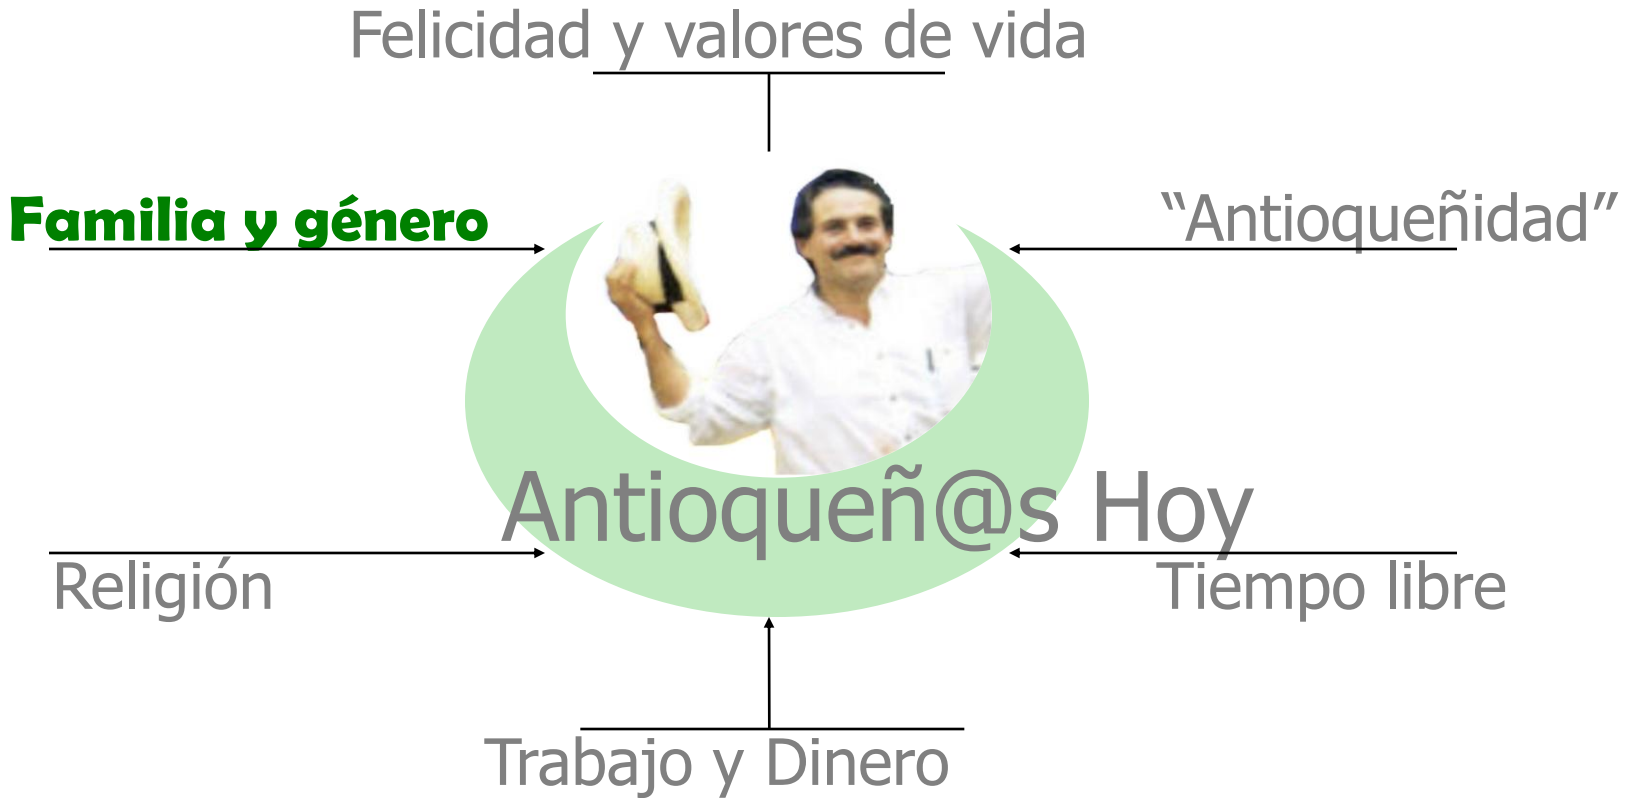 Felicidad y valores de vida
Familia y género
“Antioqueñidad”
Antioqueñ@s Hoy
Religión
Tiempo libre
Trabajo y Dinero